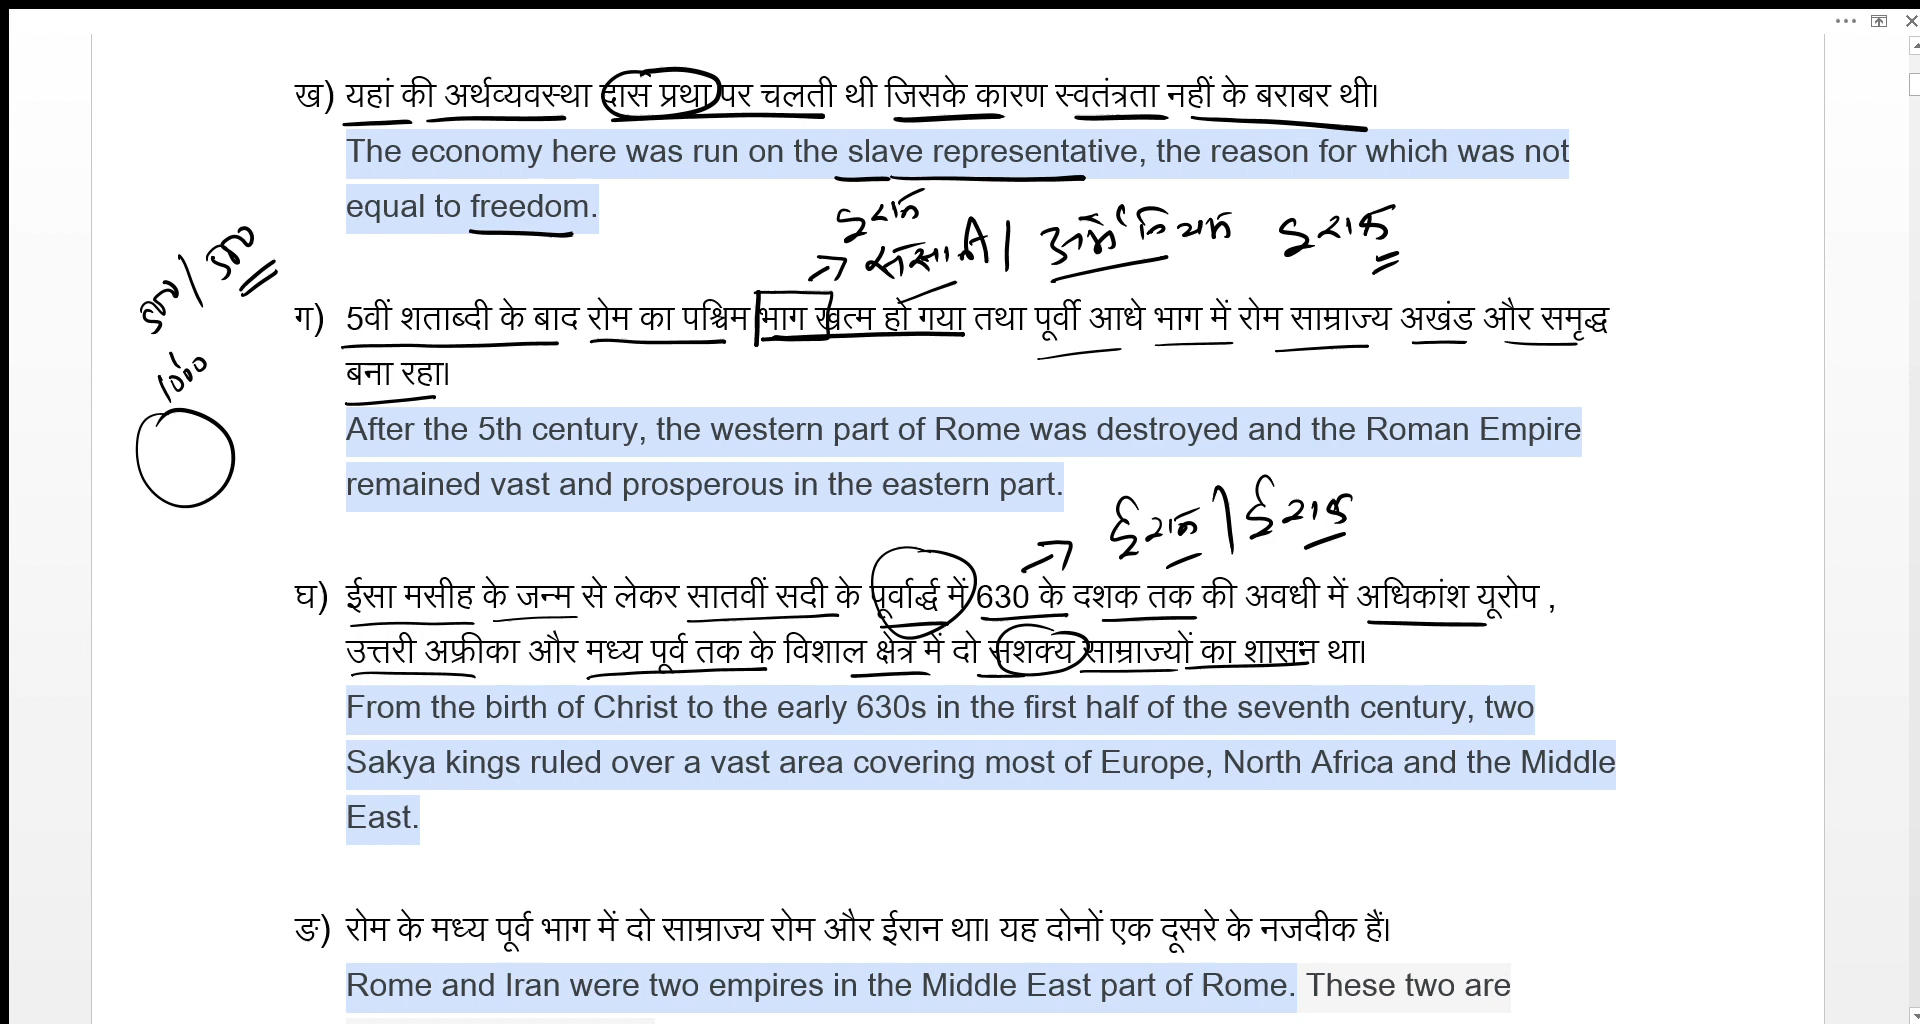 ख) यहां की अर्थव्यवस्था दास प्रथा पर चलती थी जिसके कारण स्वतंत्रता नहीं के बराबर थी।
The economy here was run on the slave representative, the reason for which was not
equal to freedom.
500/500
ग) 5वीं शताब्दी के बाद रोम का पश्चिम भाग खत्म हो गया तथा पूर्वी आधे भाग में रोम साम्राज्य अखंड और समृद्ध
बना रहा।
1000
After the 5th century, the western part of Rome was destroyed and the Roman Empire
remained vast and prosperous in the eastern part.
घ) ईसा मसीह के जन्म से लेकर सातवीं सदी के पूर्वार्द्ध में 630 के दशक तक की अवधी में अधिकांश यूरोप ,
उत्तरी अफ्रीका और मध्य पूर्व तक के विशाल क्षेत्र में दो सशक्य साम्राज्यों का शासन था।
From the birth of Christ to the early 630s in the first half of the seventh century, two
Sakya kings ruled over a vast area covering most of Europe, North Africa and the Middle
East.
ङ) रोम के मध्य पूर्व भाग में दो साम्राज्य रोम और ईरान था। यह दोनों एक दूसरे के नजदीक हैं।
Rome and Iran were two empires in the Middle East part of Rome. These two are